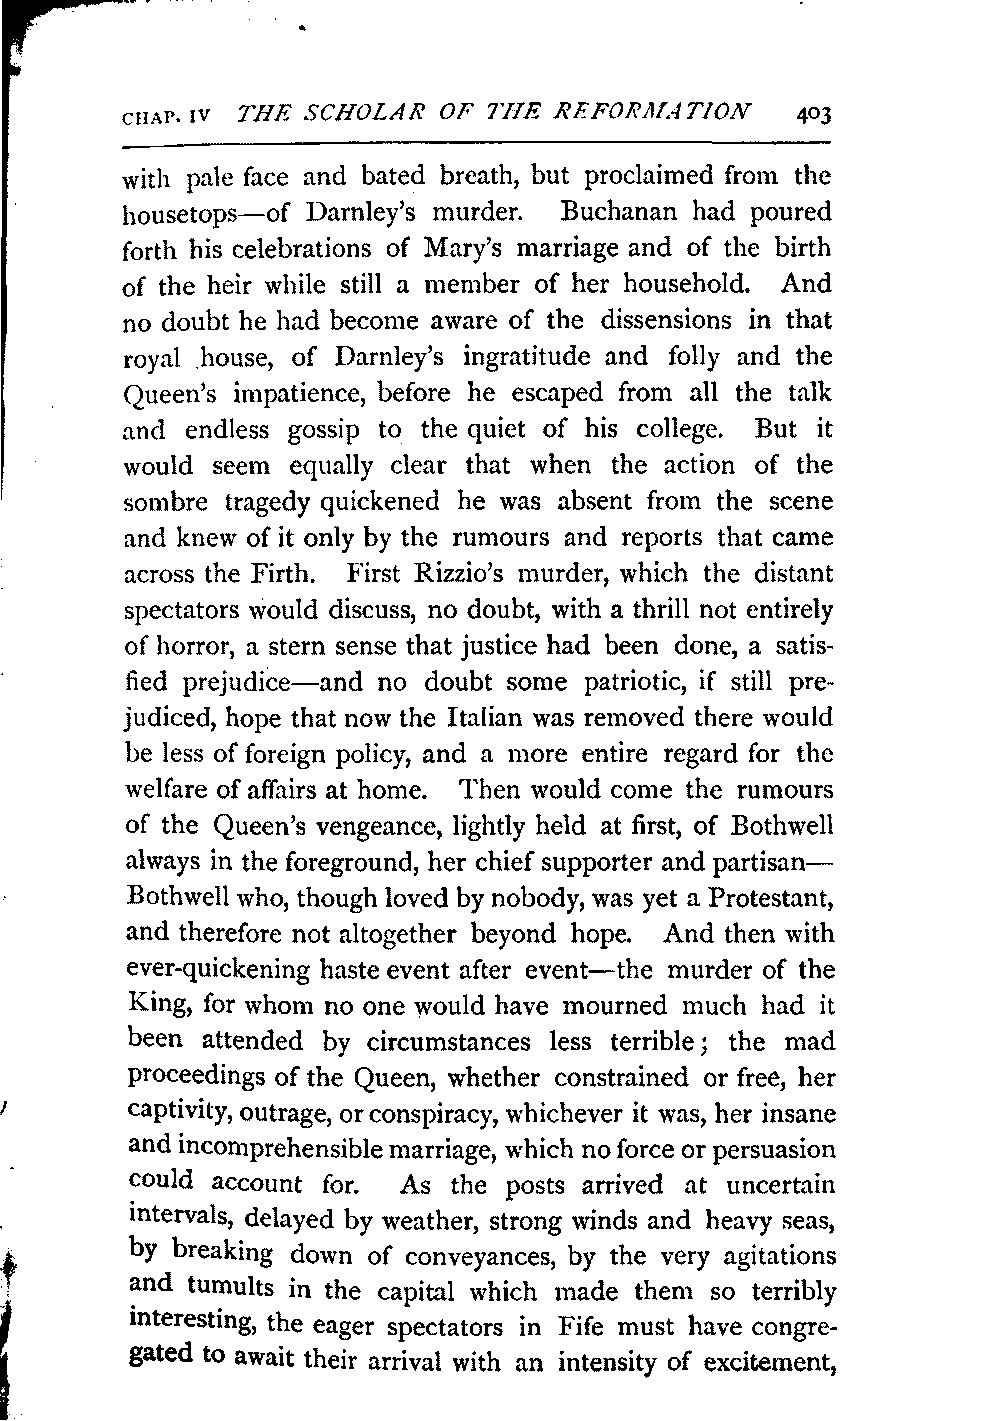 CHAP. IV THE SCHOLAR OF THE REFORMATION 403
with pale face and bated breath, but proclaimed from the
housetops—of Darnley's murder. Buchanan had poured
forth his celebrations of Mary's marriage and of the birth
of the heir while still a member of her household. And
no doubt he had become aware of the dissensions in that
royal house, of Darnley's ingratitude and folly and the
Queen's impatience, before he escaped from all the talk
and endless gossip to the quiet of his college. But it
would seem equally clear that when the action of the
sombre tragedy quickened he was absent from the scene
and knew of it only by the rumours and reports that came
across the Firth. First Rizzio's murder, which the distant
spectators would discuss, no doubt, with a thrill not entirely
of horror, a stern sense that justice had been done, a satis-
fied prejudice—and no doubt some patriotic, if still pre-
judiced, hope that now the Italian was removed there would
be less of foreign policy, and a more entire regard for the
welfare of affairs at home. Then would come the rumours
of the Queen's vengeance, lightly held at first, of Bothwell
always in the foreground, her chief supporter and partisan—
Bothwell who, though loved by nobody, was yet a Protestant,
and therefore not altogether beyond hope. And then with
ever-quickening haste event after event—the murder of the
King, for whom no one would have mourned much had it
been attended by circumstances less terrible; the mad
proceedings of the Queen, whether constrained or free, her
captivity, outrage, or conspiracy, whichever it was, her insane
and incomprehensible marriage, which no force or persuasion
could account for. As the posts arrived at uncertain
intervals, delayed by weather, strong winds and heavy seas,
by breaking down of conveyances, by the very agitations
and tumults in the capital which made them so terribly
interesting, the eager spectators in Fife must have congre-
gated to await their arrival with an intensity of excitement,